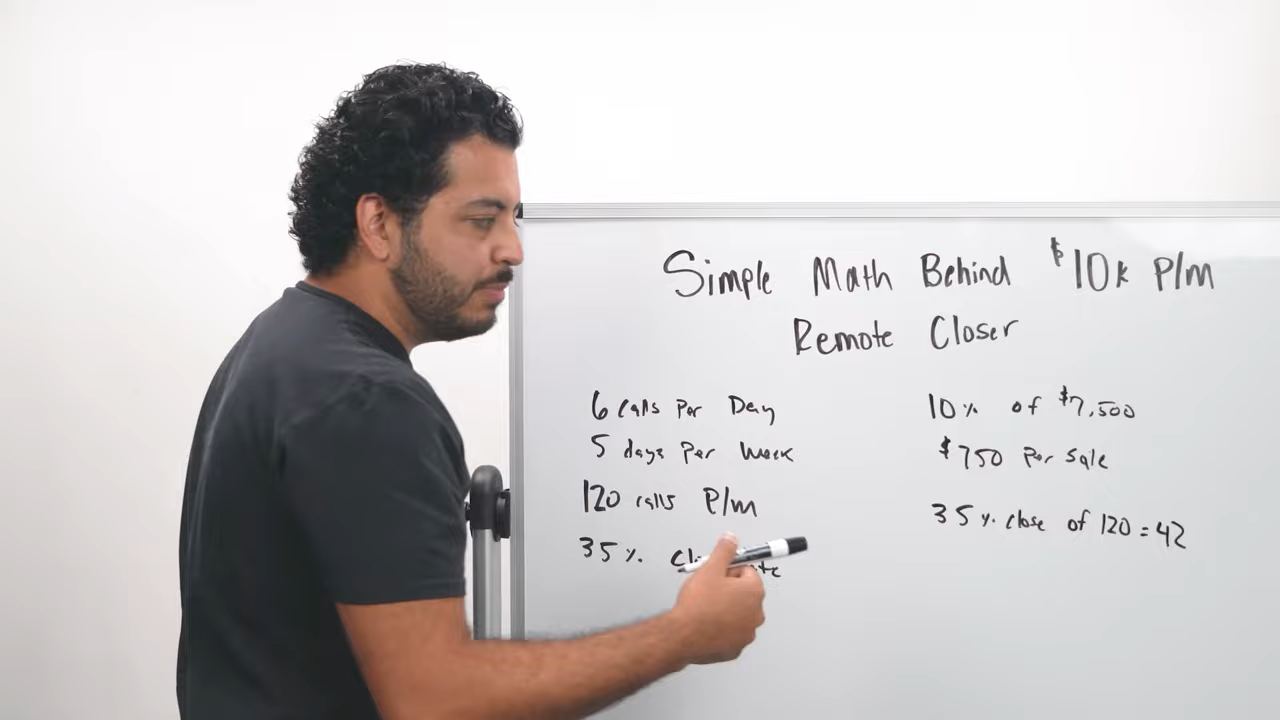 Simple Math Behind $10k P/m
Remote Closer
6 calls Per Day
5 days Per Week
120 calls P/m
35%
10% of $7,500
$750 per sale
35% close of 120 = 42